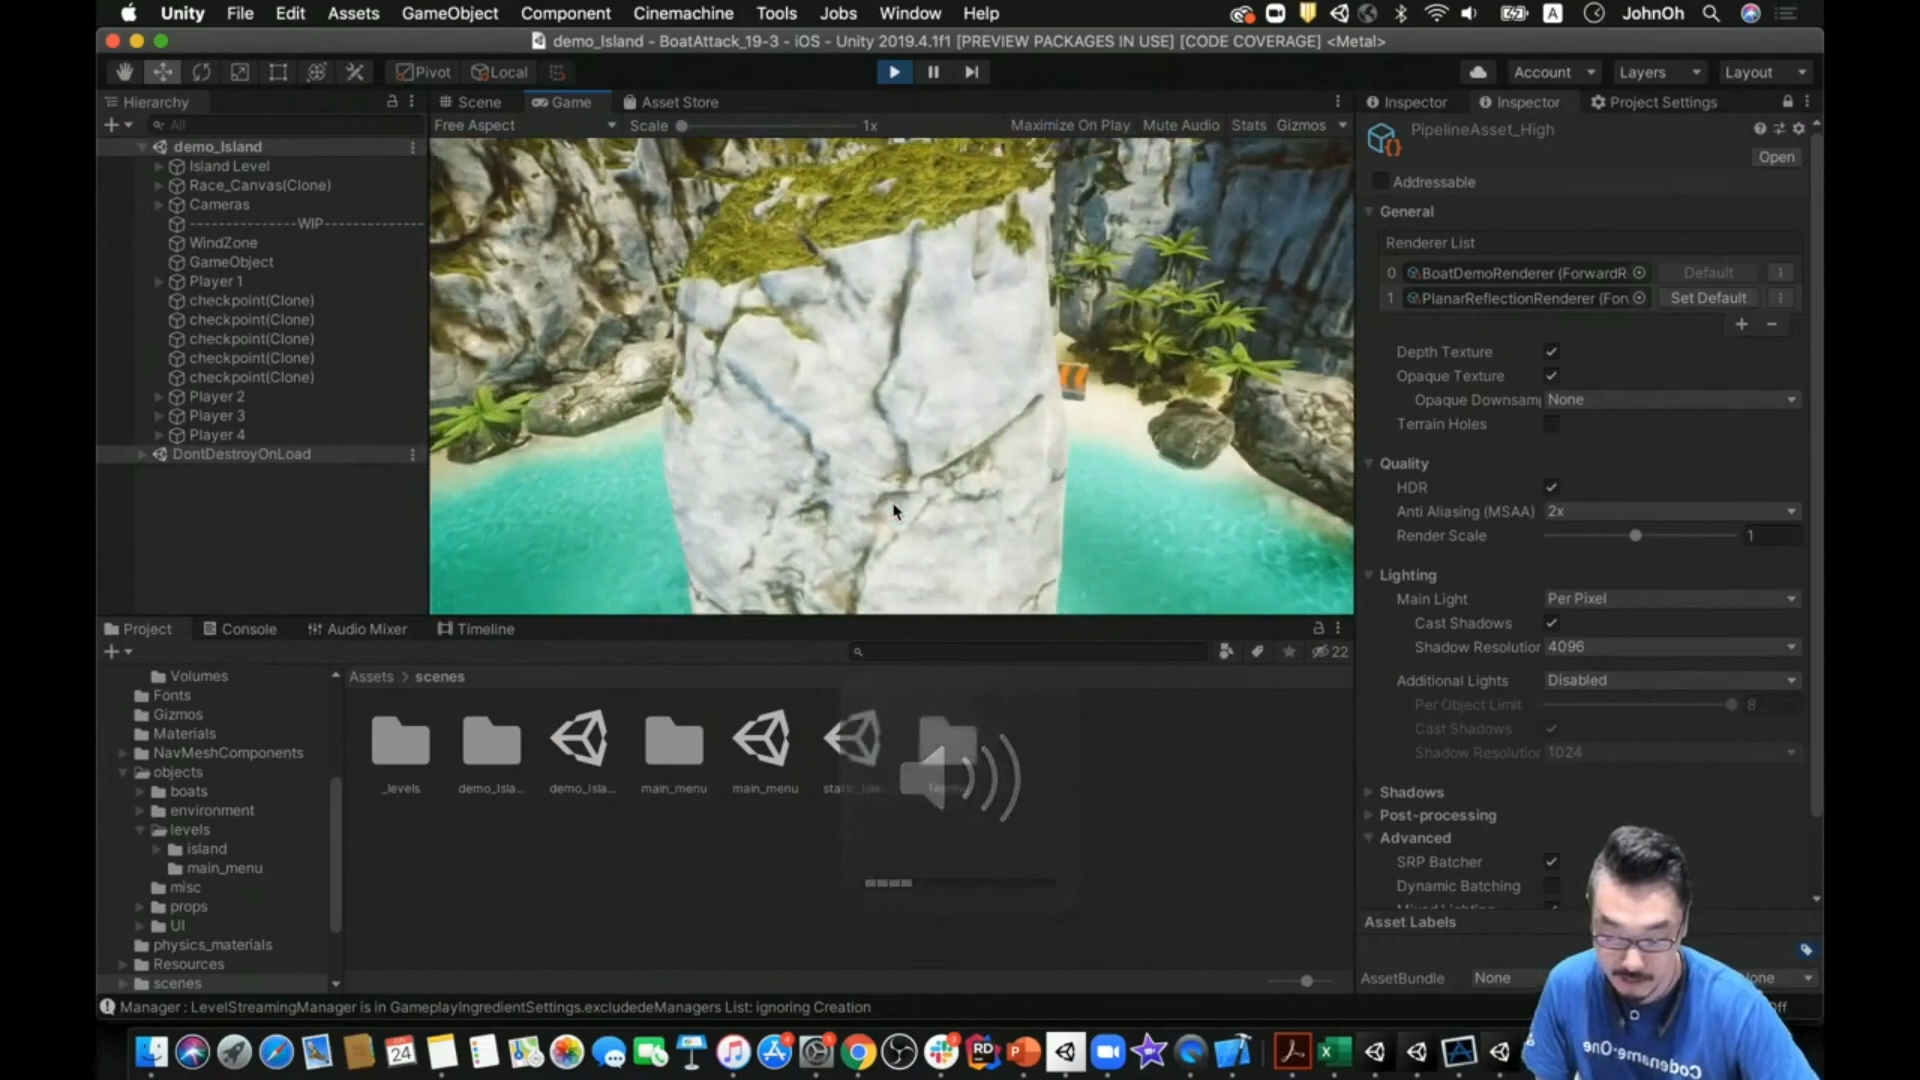 Unity File Edit Assets GameObject Component Cinemachine Tools Jobs Window Help
A JohnOh
demo_Island - BoatAttack_19-3 - iOS - Unity 2019.4.1f1 [PREVIEW PACKAGES IN USE] [CODE COVERAGE] <Metal>
Pivot Local Account Layers Layout
Hierarchy Scene Game Asset Store Inspector Inspector Project Settings
All Free Aspect Scale 1x Maximize On Play Mute Audio Stats Gizmos
demo_Island
Island Level
Race_Canvas(Clone)
Cameras
---------------WIP---------------
WindZone
GameObject
Player 1
checkpoint(Clone)
checkpoint(Clone)
checkpoint(Clone)
checkpoint(Clone)
checkpoint(Clone)
Player 2
Player 3
Player 4
DontDestroyOnLoad
PipelineAsset_High
Open
Addressable
General
Renderer List
0 BoatDemoRenderer (ForwardR Default
1 PlanarReflectionRenderer (For Set Default
+ −
Depth Texture
Opaque Texture
Opaque Downsam None
Terrain Holes
Quality
HDR
Anti Aliasing (MSAA) 2x
Render Scale 1
Lighting
Main Light Per Pixel
Cast Shadows
Shadow Resolutior 4096
Additional Lights Disabled
Per Object Limit 8
Cast Shadows
Shadow Resolutior 1024
Shadows
Post-processing
Advanced
SRP Batcher
Dynamic Batching
Asset Labels
AssetBundle None
Project Console Audio Mixer Timeline
22
Assets > scenes
Volumes
Fonts
Gizmos
Materials
NavMeshComponents
objects
boats
environment
levels
island
main_menu
misc
props
UI
physics_materials
Resources
scenes
_levels demo_Isla... demo_Isla... main_menu main_menu
Manager : LevelStreamingManager is in GameplayIngredientSettings.excludedeManagers List: ignoring Creation
24
RD
Codename:One